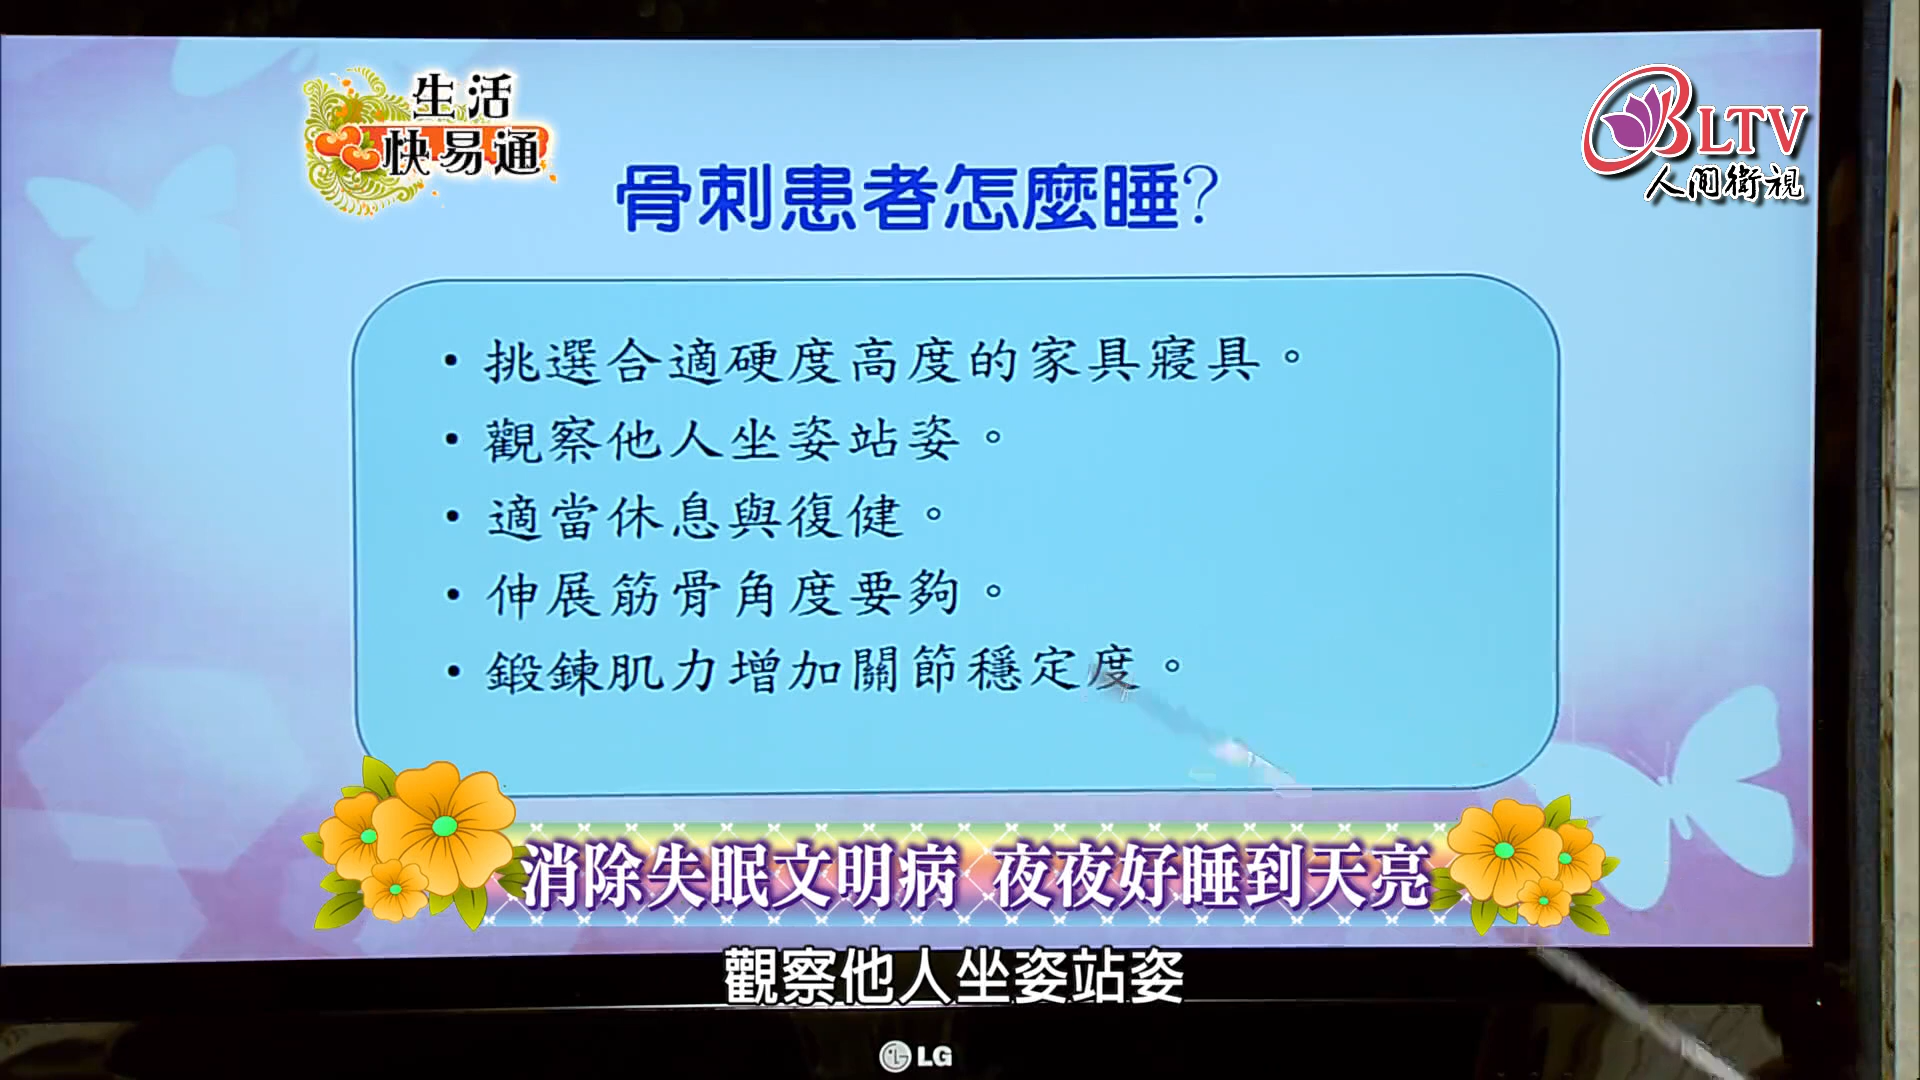 生活
快易通
BLTV
人間衛視
骨刺患者怎麼睡?
・挑選合適硬度高度的家具寢具。
・觀察他人坐姿站姿。
・適當休息與復健。
・伸展筋骨角度要夠。
・鍛鍊肌力增加關節穩定度。
消除失眠文明病 夜夜好睡到天亮
觀察他人坐姿站姿
LG